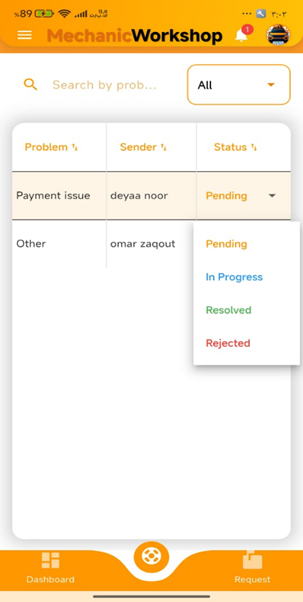 %89 ... ٣:٠٢
MechanicWorkshop 1
Search by prob... All
Problem ↑↓ Sender ↑↓ Status ↑↓
Payment issue deyaa noor Pending
Other omar zaqout
Pending
In Progress
Resolved
Rejected
Dashboard Request